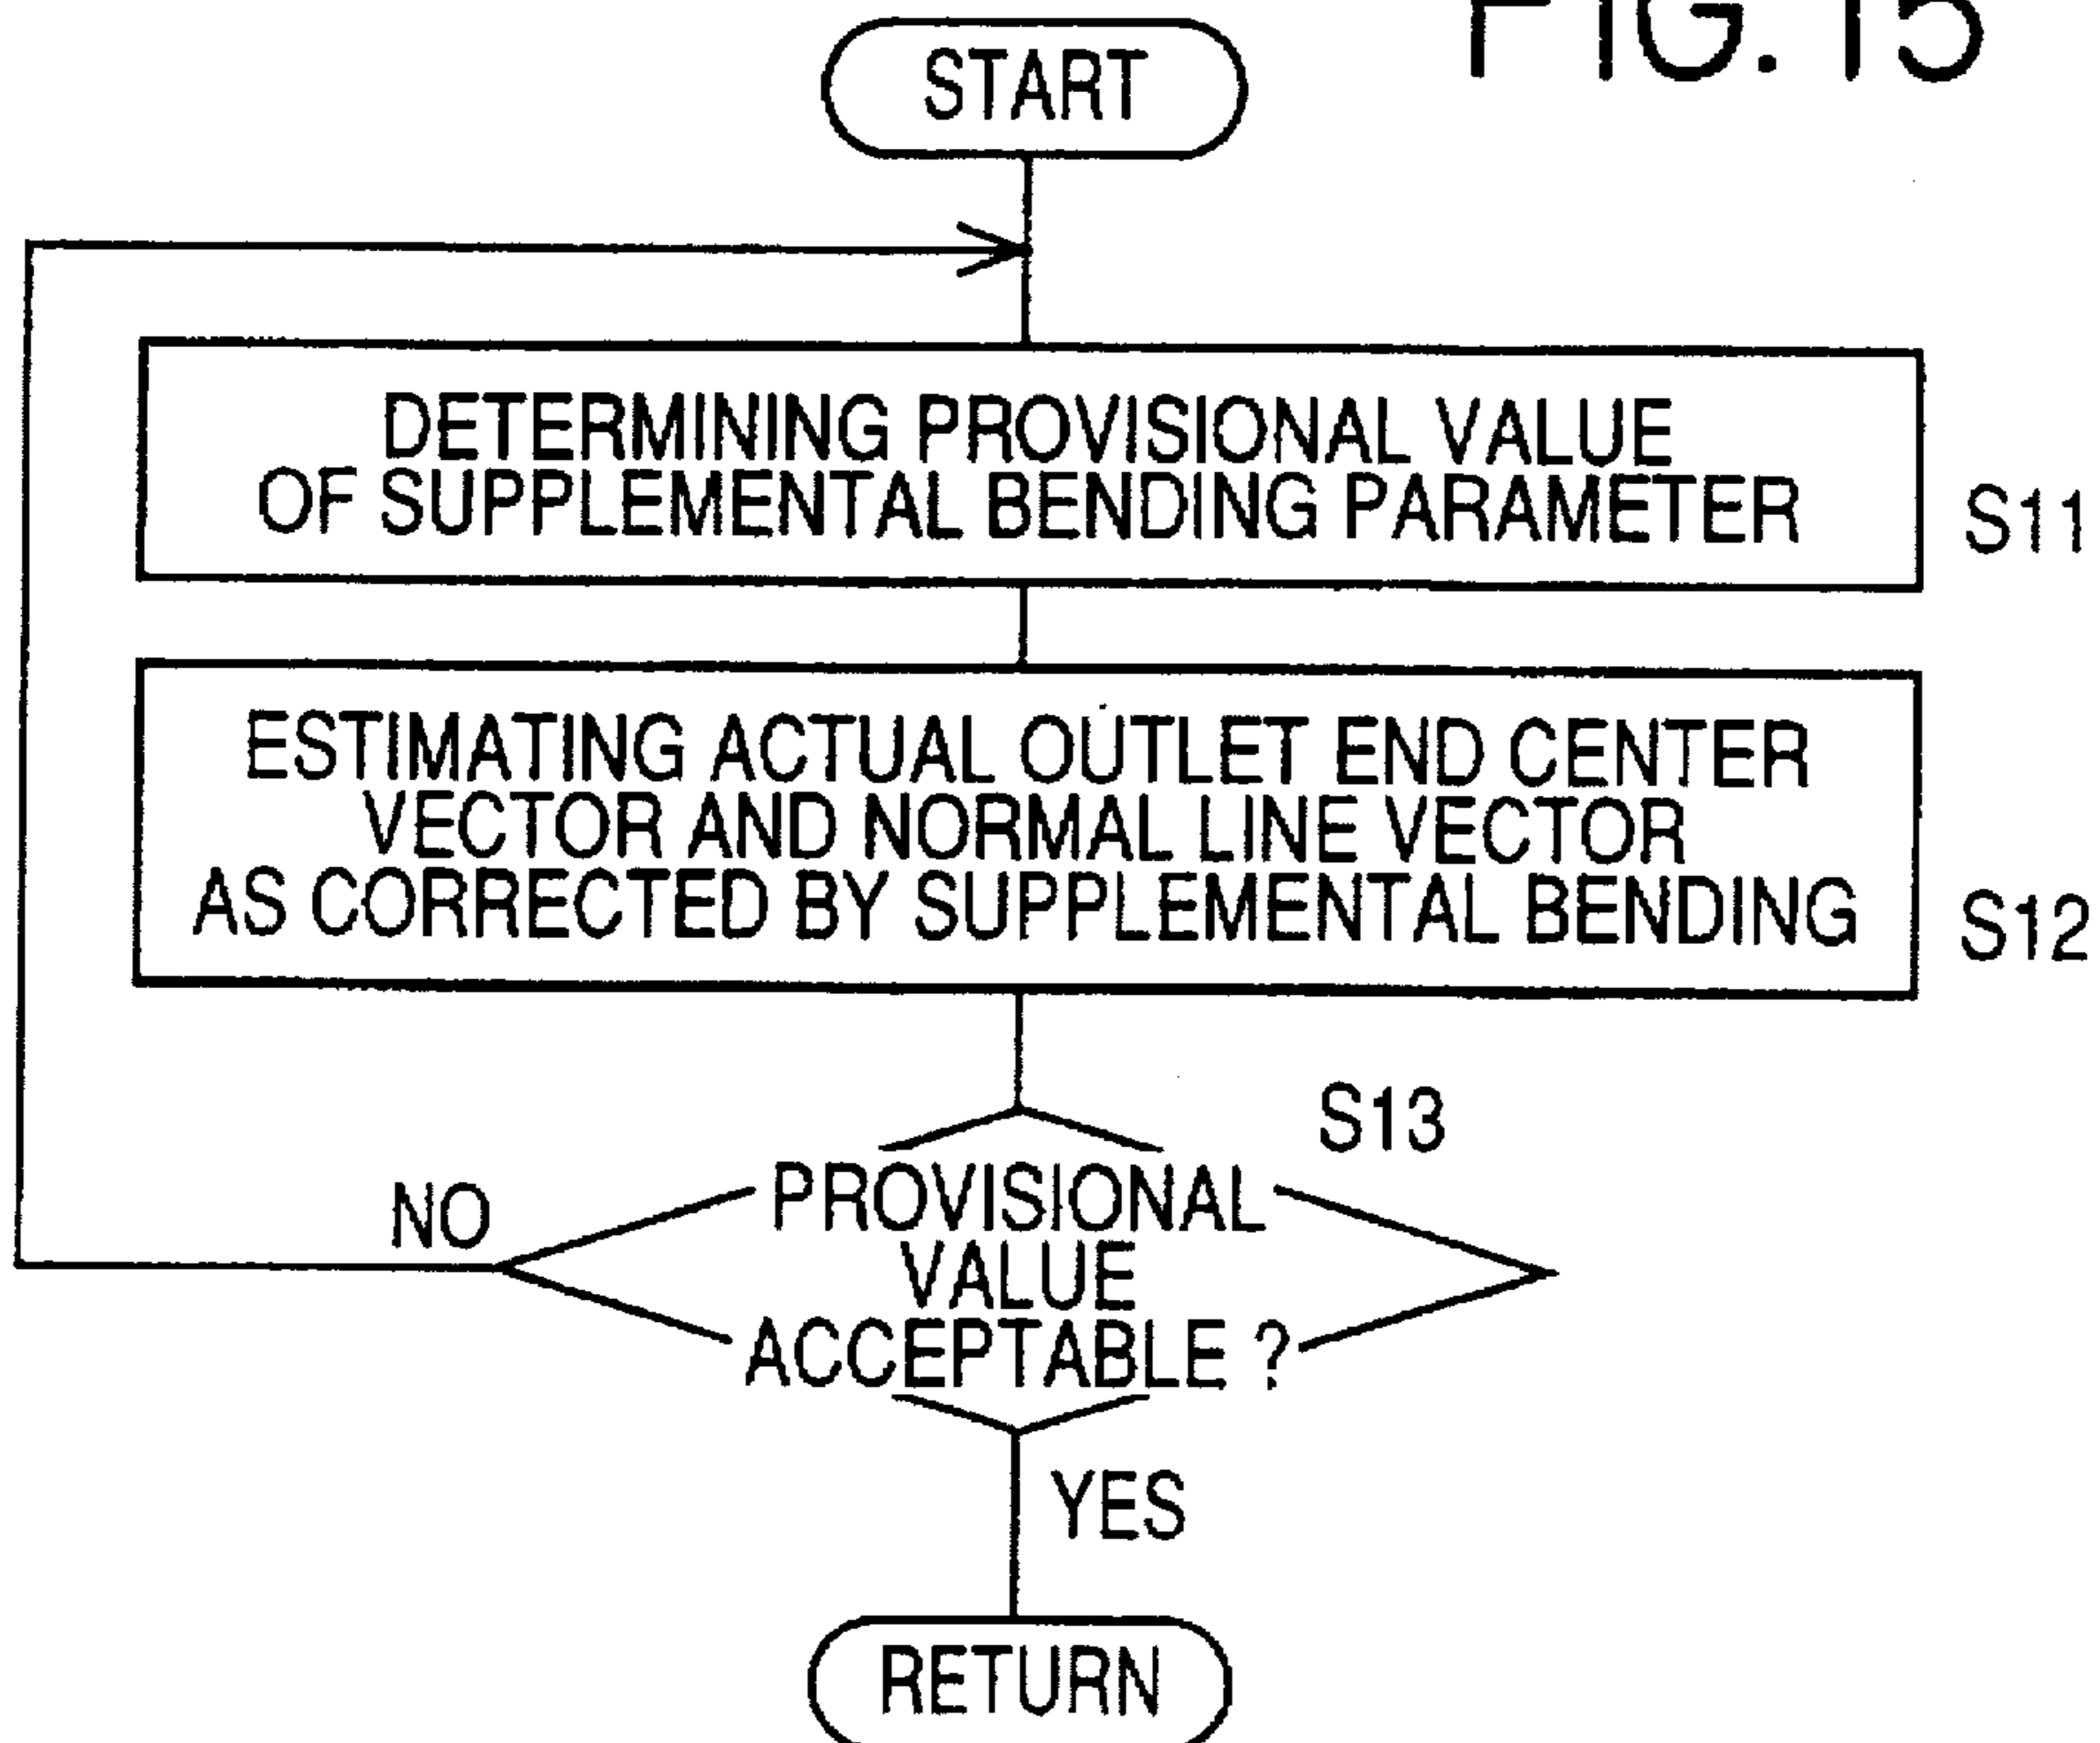 FIG. 15
START
DETERMINING PROVISIONAL VALUE
OF SUPPLEMENTAL BENDING PARAMETER
S11
ESTIMATING ACTUAL OUTLET END CENTER
VECTOR AND NORMAL LINE VECTOR
AS CORRECTED BY SUPPLEMENTAL BENDING
S12
S13
PROVISIONAL
VALUE
ACCEPTABLE ?
NO
YES
RETURN